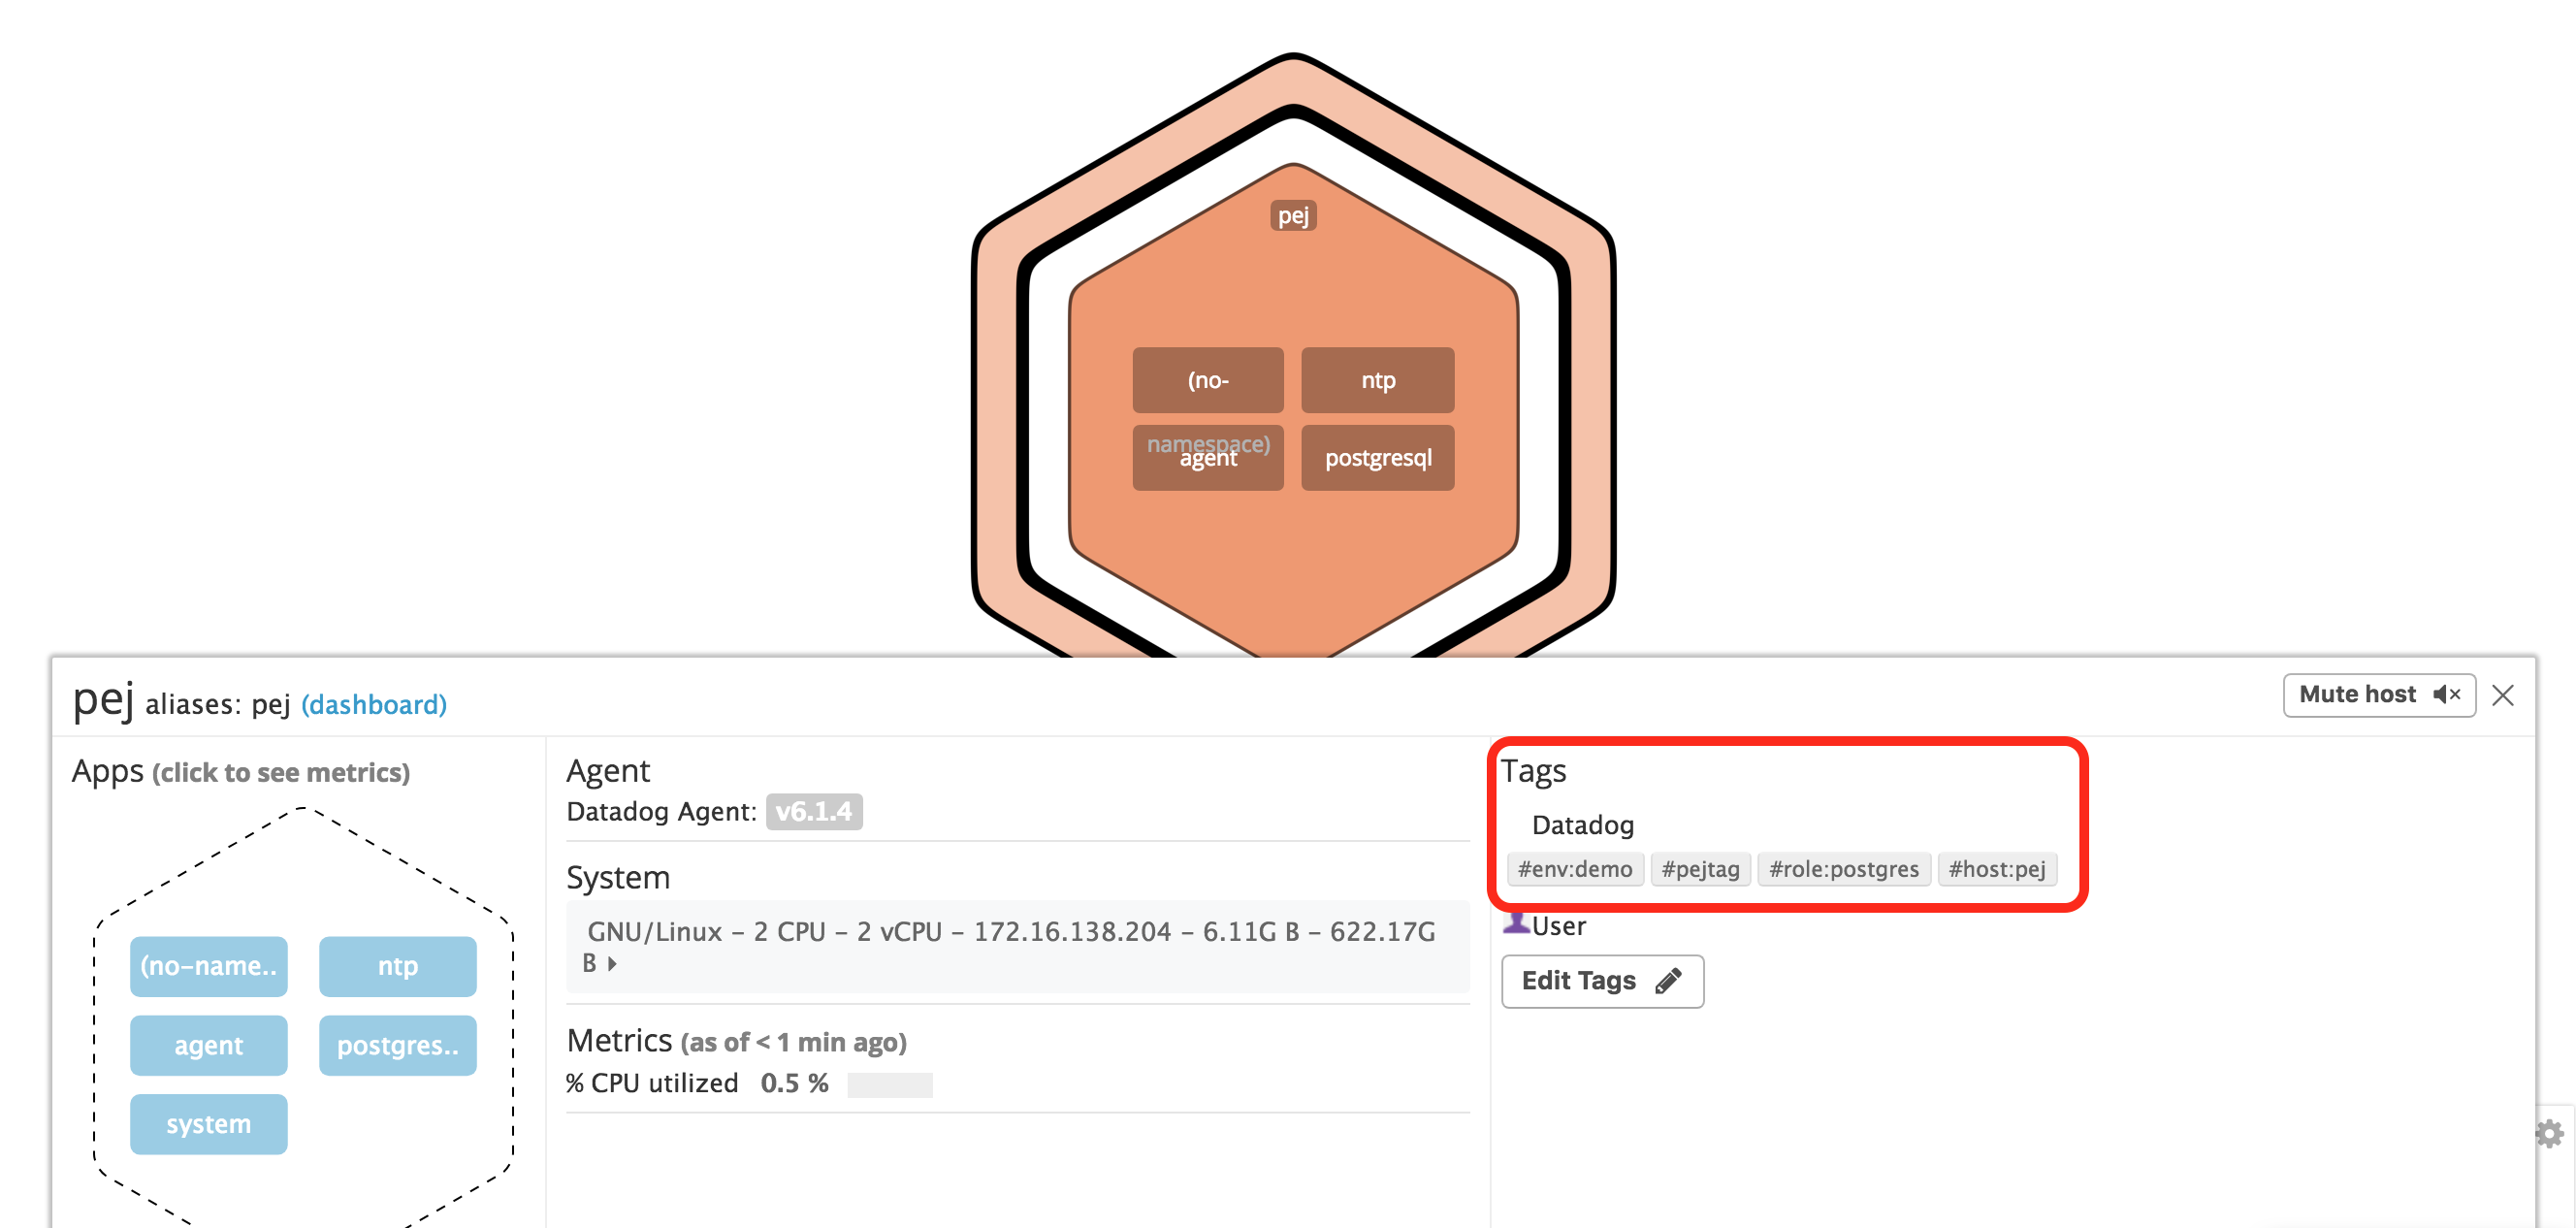 pej
(no-
namespace)
ntp
agent
postgresql
pej aliases: pej (dashboard)
Mute host
Apps (click to see metrics)
(no-name..
ntp
agent
postgres..
system
Agent
Datadog Agent: v6.1.4
System
GNU/Linux - 2 CPU - 2 vCPU - 172.16.138.204 - 6.11G B - 622.17G
B
Metrics (as of < 1 min ago)
% CPU utilized 0.5 %
Tags
Datadog
#env:demo #pejtag #role:postgres #host:pej
User
Edit Tags